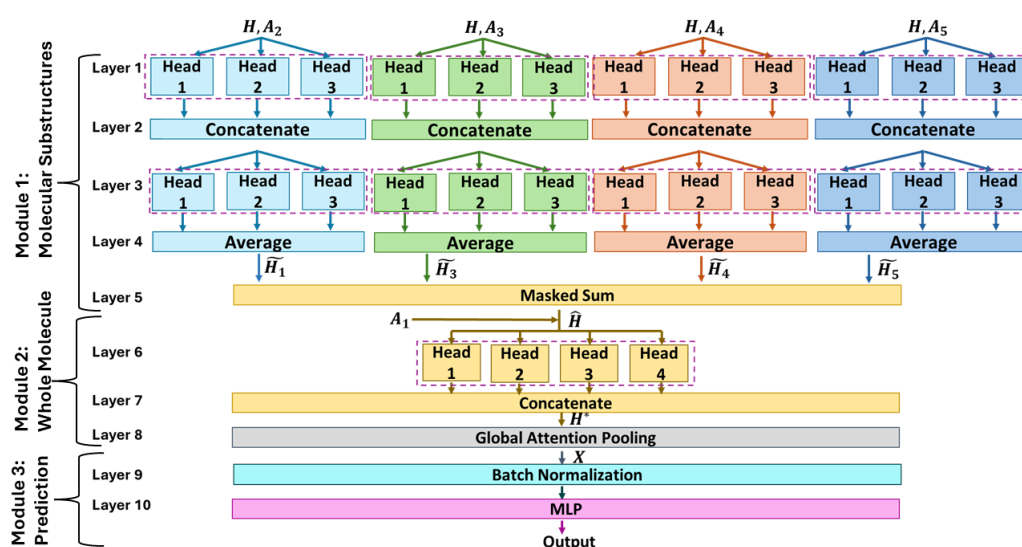 H, A₂ H, A₃ H, A₄ H, A₅
Module 1:
Molecular Substructures
Layer 1
Head 1 Head 2 Head 3 Head 1 Head 2 Head 3 Head 1 Head 2 Head 3 Head 1 Head 2 Head 3
Layer 2
Concatenate Concatenate Concatenate Concatenate
Layer 3
Head 1 Head 2 Head 3 Head 1 Head 2 Head 3 Head 1 Head 2 Head 3 Head 1 Head 2 Head 3
Layer 4
Average Average Average Average
H̃₁ H̃₃ H̃₄ H̃₅
Layer 5
Masked Sum
Module 2:
Whole Molecule
A₁ Ĥ
Layer 6
Head 1 Head 2 Head 3 Head 4
Layer 7
Concatenate
H*
Layer 8
Global Attention Pooling
X
Module 3:
Prediction
Layer 9
Batch Normalization
Layer 10
MLP
Output